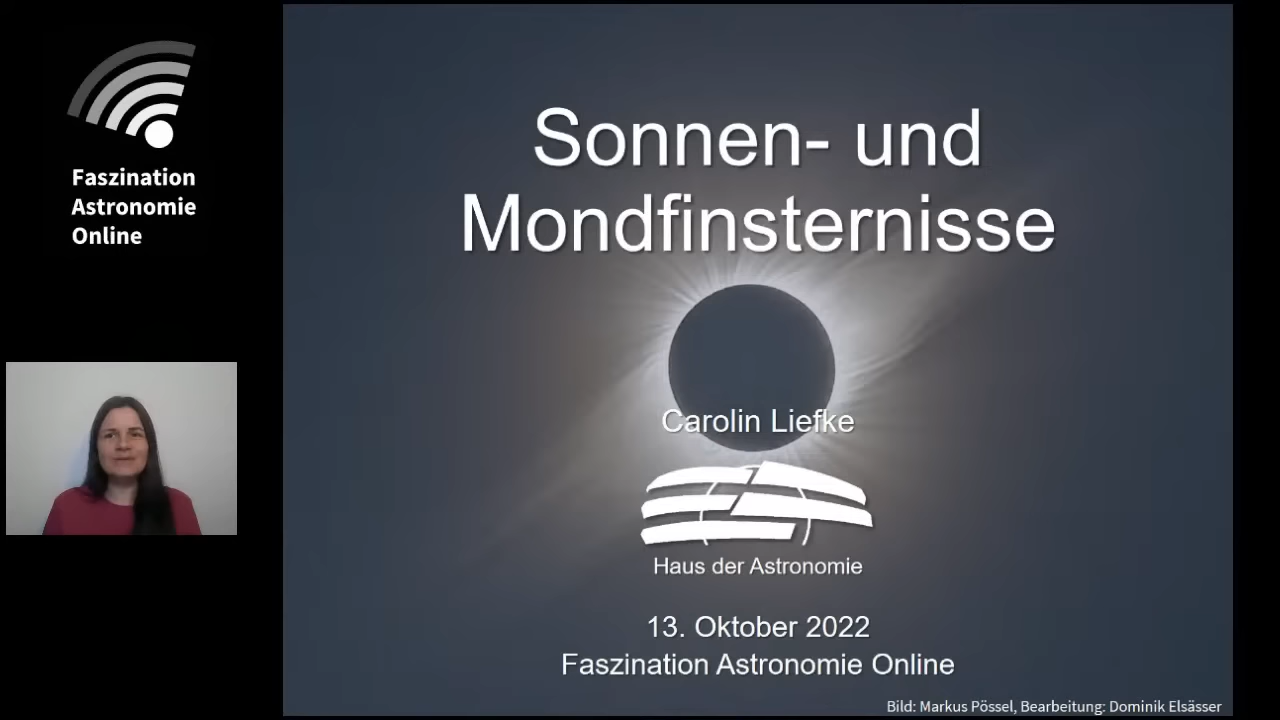 Faszination
Astronomie
Online
Sonnen- und
Mondfinsternisse
Carolin Liefke
Haus der Astronomie
13. Oktober 2022
Faszination Astronomie Online
Bild: Markus Pössel, Bearbeitung: Dominik Elsässer